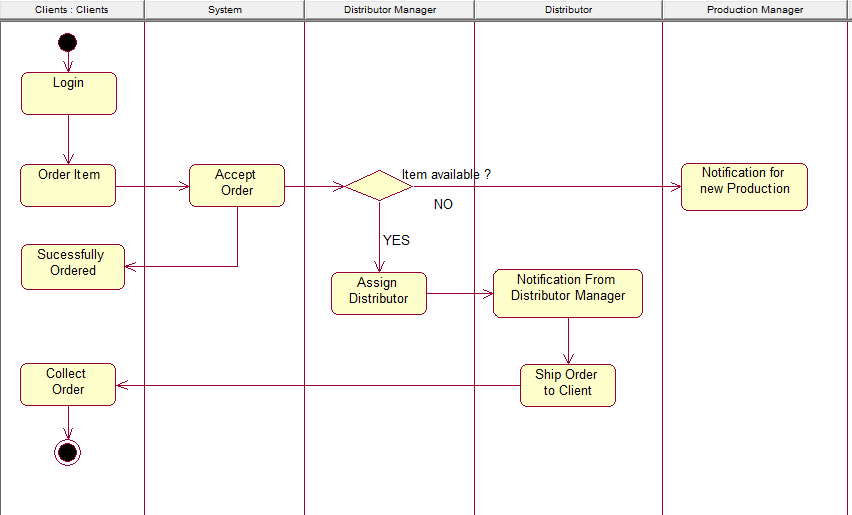 Clients : Clients
System
Distributor Manager
Distributor
Production Manager
Login
Order Item
Accept
Order
Item available ?
NO
Notification for
new Production
YES
Sucessfully
Ordered
Assign
Distributor
Notification From
Distributor Manager
Collect
Order
Ship Order
to Client